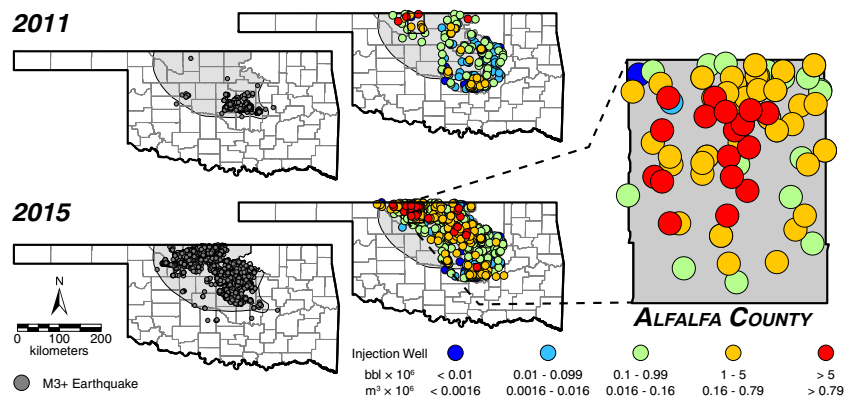 2011
2015
N
0 100 200
kilometers
M3+ Earthquake
ALFALFA COUNTY
Injection Well
bbl × 10⁶ < 0.01 0.01 - 0.099 0.1 - 0.99 1 - 5 > 5
m³ × 10⁶ < 0.0016 0.0016 - 0.016 0.016 - 0.16 0.16 - 0.79 > 0.79